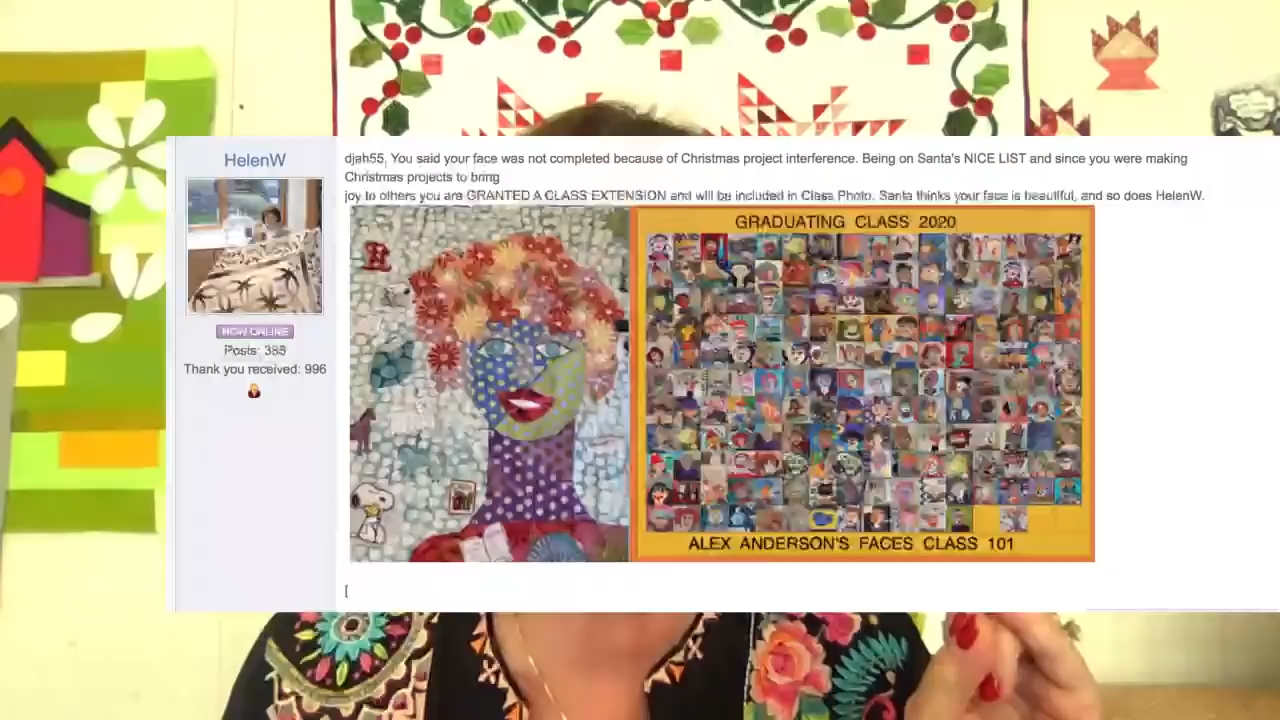 HelenW
NOW ONLINE
Posts: 385
Thank you received: 996
djah55, You said your face was not completed because of Christmas project interference. Being on Santa's NICE LIST and since you were making
Christmas projects to bring
joy to others you are GRANTED A CLASS EXTENSION and will be included in Class Photo. Santa thinks your face is beautiful, and so does HelenW.
GRADUATING CLASS 2020
ALEX ANDERSON'S FACES CLASS 101
[